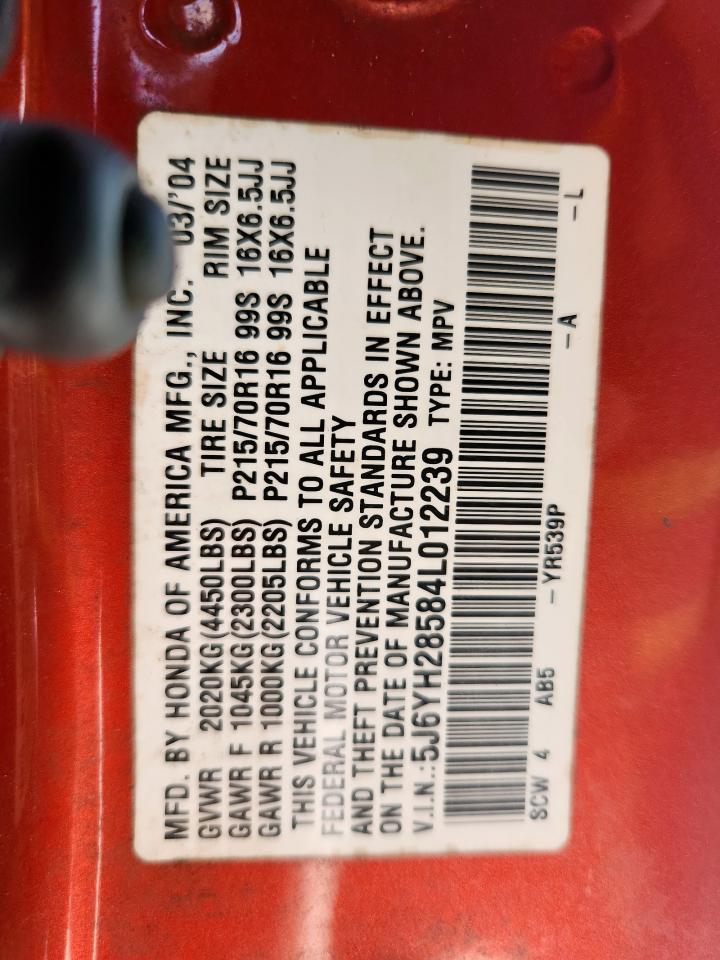 MFD. BY HONDA OF AMERICA MFG., INC. 03/'04
GVWR 2020KG(4450LBS) TIRE SIZE RIM SIZE
GAWR F 1045KG(2300LBS) P215/70R16 99S 16X6.5JJ
GAWR R 1000KG(2205LBS) P215/70R16 99S 16X6.5JJ
THIS VEHICLE CONFORMS TO ALL APPLICABLE
FEDERAL MOTOR VEHICLE SAFETY
AND THEFT PREVENTION STANDARDS IN EFFECT
ON THE DATE OF MANUFACTURE SHOWN ABOVE.
V.I.N.:5J6YH28584L012239 TYPE: MPV
SCW 4 AB5 -YR539P -A -L